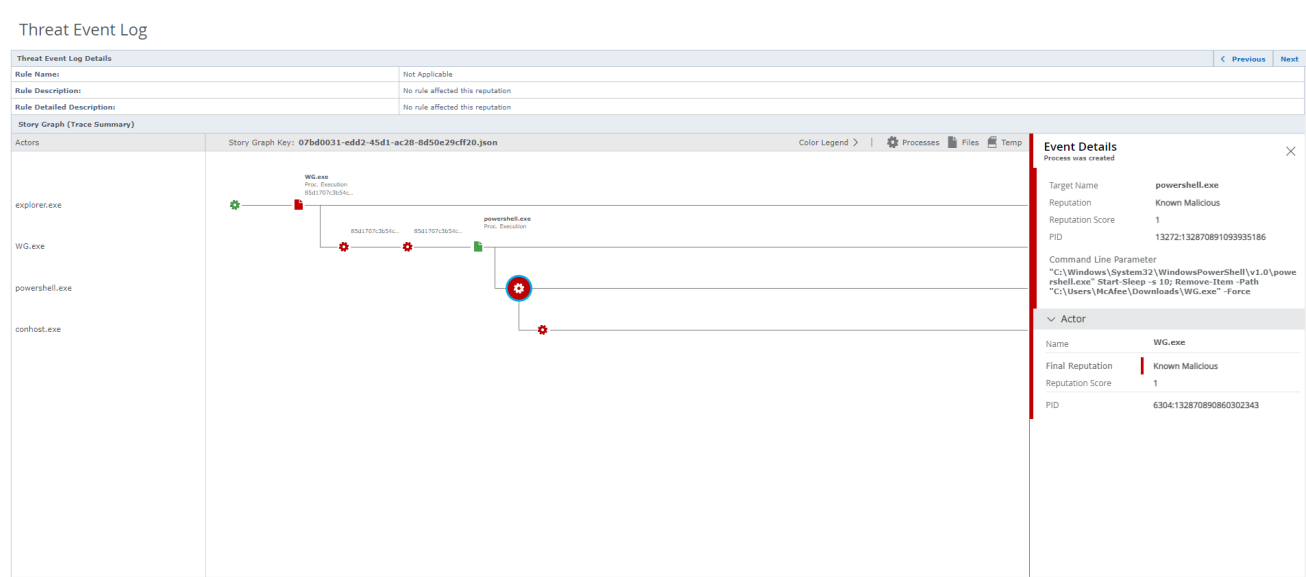 Threat Event Log
Threat Event Log Details
Previous
Next
Rule Name:
Not Applicable
Rule Description:
No rule affected this reputation
Rule Detailed Description:
No rule affected this reputation
Story Graph (Trace Summary)
Actors
Story Graph Key: 07bd0031-edd2-45d1-ac28-8d50e29cff20.json
Color Legend
Processes
Files
Temp
explorer.exe
WG.exe
powershell.exe
conhost.exe
WG.exe
Proc. Execution
85d1707c3b54c...
85d1707c3b54c...
85d1707c3b54c...
powershell.exe
Proc. Execution
Event Details
Process was created
Target Name powershell.exe
Reputation Known Malicious
Reputation Score 1
PID 13272:132870891093935186
Command Line Parameter
"C:\Windows\System32\WindowsPowerShell\v1.0\powe
rshell.exe" Start-Sleep -s 10; Remove-Item -Path
"C:\Users\McAfee\Downloads\WG.exe" -Force
Actor
Name WG.exe
Final Reputation Known Malicious
Reputation Score 1
PID 6304:132870890860302343